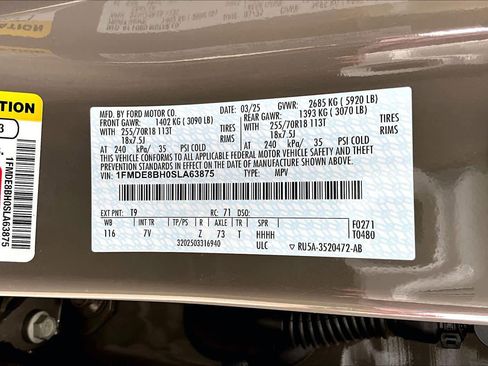 MFD. BY FORD MOTOR CO.
03/25 GVWR: 2685 KG ( 5920 LB)
FRONT GAWR: 1402 KG ( 3090 LB)
REAR GAWR: 1393 KG ( 3070 LB)
WITH 255/70R18 113T TIRES WITH 255/70R18 113T TIRES
18x7.5J RIMS 18x7.5J RIMS
AT 240 kPa/ 35 PSI COLD AT 240 kPa/ 35 PSI COLD
THIS VEHICLE CONFORMS TO ALL APPLICABLE FEDERAL MOTOR VEHICLE
SAFETY AND THEFT PREVENTION STANDARDS IN
EFFECT ON THE DATE OF MANUFACTURE SHOWN ABOVE.
VIN: 1FMDE8BH0SLA63875 TYPE: MPV
EXT PNT: T9 RC: 71 DSO:
WB INT TR TP/PS R AXLE TR SPR
116 7V Z 73 T HHHH
F0271
T0480
3202503316940 ULC
RU5A-3520472-AB
1FMDE8BH0SLA63875